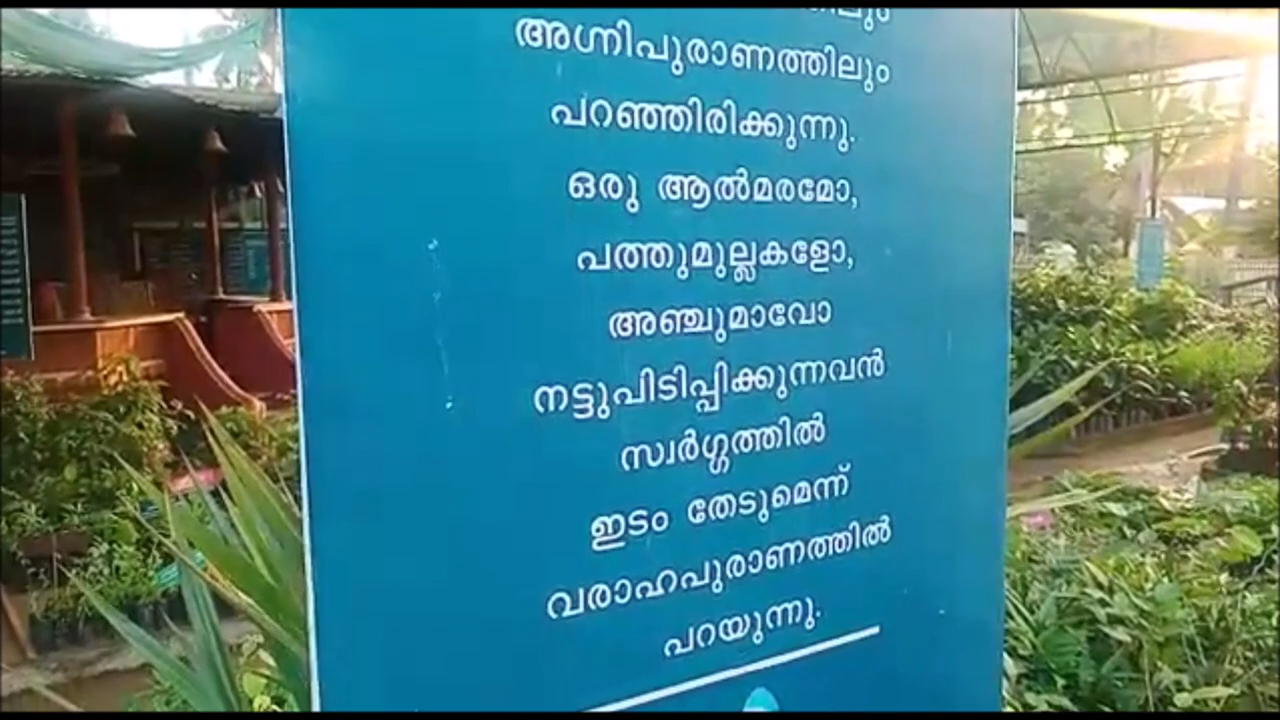 അഗ്നിപുരാണത്തിലും
പറഞ്ഞിരിക്കുന്നു.
ഒരു ആൽമരമോ,
പത്തുമുല്ലകളോ,
അഞ്ചുമാവോ
നട്ടുപിടിപ്പിക്കുന്നവൻ
സ്വർഗ്ഗത്തിൽ
ഇടം തേടുമെന്ന്
വരാഹപുരാണത്തിൽ
പറയുന്നു.